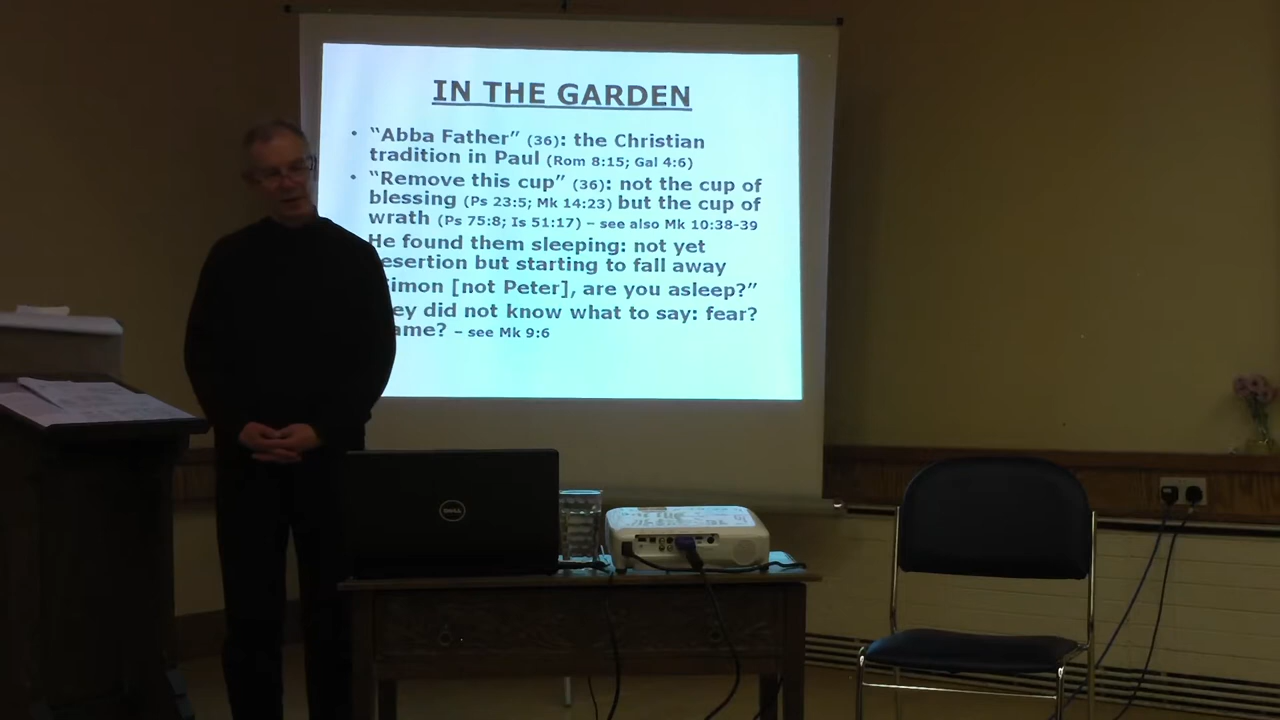 IN THE GARDEN
• “Abba Father” (36): the Christian
tradition in Paul (Rom 8:15; Gal 4:6)
• “Remove this cup” (36): not the cup of
blessing (Ps 23:5; Mk 14:23) but the cup of
wrath (Ps 75:8; Is 51:17) – see also Mk 10:38-39
He found them sleeping: not yet
esertion but starting to fall away
imon [not Peter], are you asleep?”
ey did not know what to say: fear?
ame? – see Mk 9:6
DELL